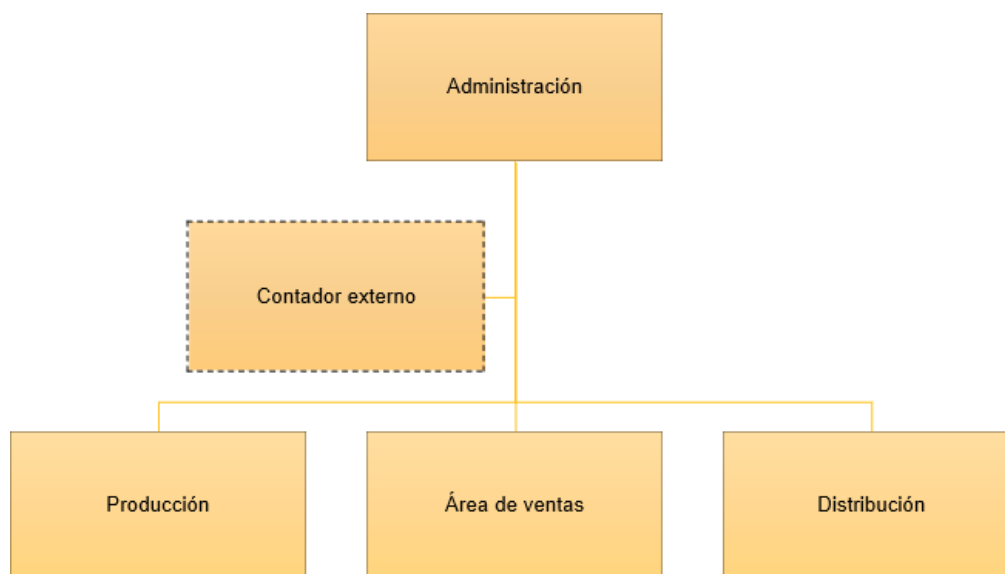 Administración
Contador externo
Producción
Área de ventas
Distribución